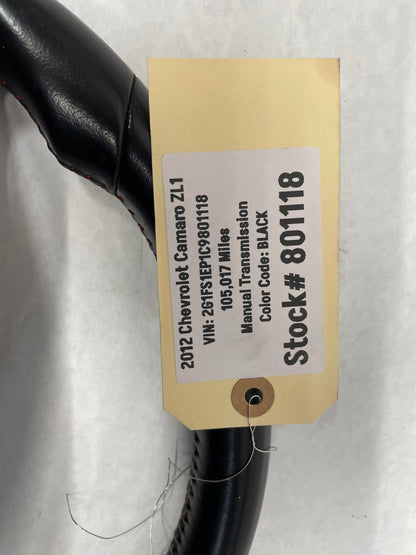 2012 Chevrolet Camaro ZL1
VIN: 2G1FS1EP1C9801118
105,017 Miles
Manual Transmission
Color Code: BLACK
Stock# 801118